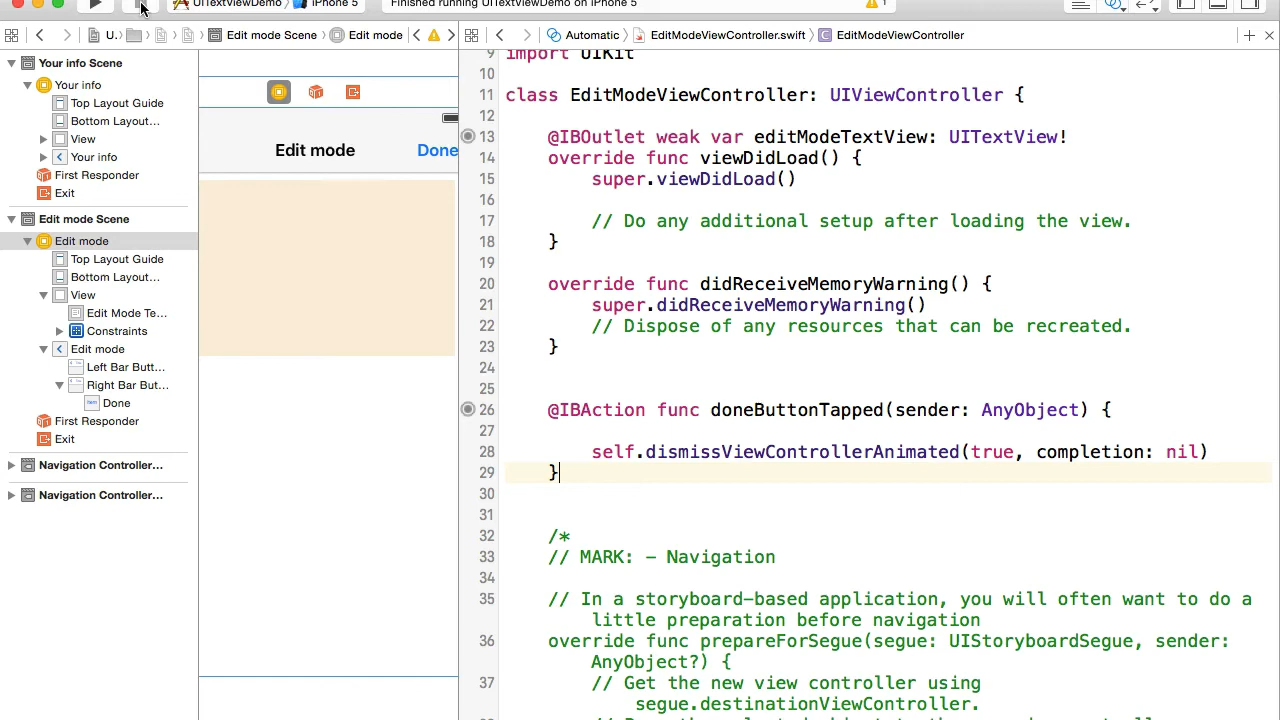 UITextViewDemo
iPhone 5
Finished running UITextViewDemo on iPhone 5
1
U.
Edit mode Scene
Edit mode
Automatic
EditModeViewController.swift
EditModeViewController
Your info Scene
Your info
Top Layout Guide
Bottom Layout...
View
Your info
First Responder
Exit
Edit mode Scene
Edit mode
Top Layout Guide
Bottom Layout...
View
Edit Mode Te...
Constraints
Edit mode
Left Bar Butt...
Right Bar But...
Done
First Responder
Exit
Navigation Controller...
Navigation Controller...
Edit mode
Done
9 import UIKit
10
11 class EditModeViewController: UIViewController {
12
13 @IBOutlet weak var editModeTextView: UITextView!
14 override func viewDidLoad() {
15 super.viewDidLoad()
16
17 // Do any additional setup after loading the view.
18 }
19
20 override func didReceiveMemoryWarning() {
21 super.didReceiveMemoryWarning()
22 // Dispose of any resources that can be recreated.
23 }
24
25
26 @IBAction func doneButtonTapped(sender: AnyObject) {
27
28 self.dismissViewControllerAnimated(true, completion: nil)
29 }
30
31
32 /*
33 // MARK: - Navigation
34
35 // In a storyboard-based application, you will often want to do a
little preparation before navigation
36 override func prepareForSegue(segue: UIStoryboardSegue, sender:
AnyObject?) {
37 // Get the new view controller using
segue.destinationViewController.